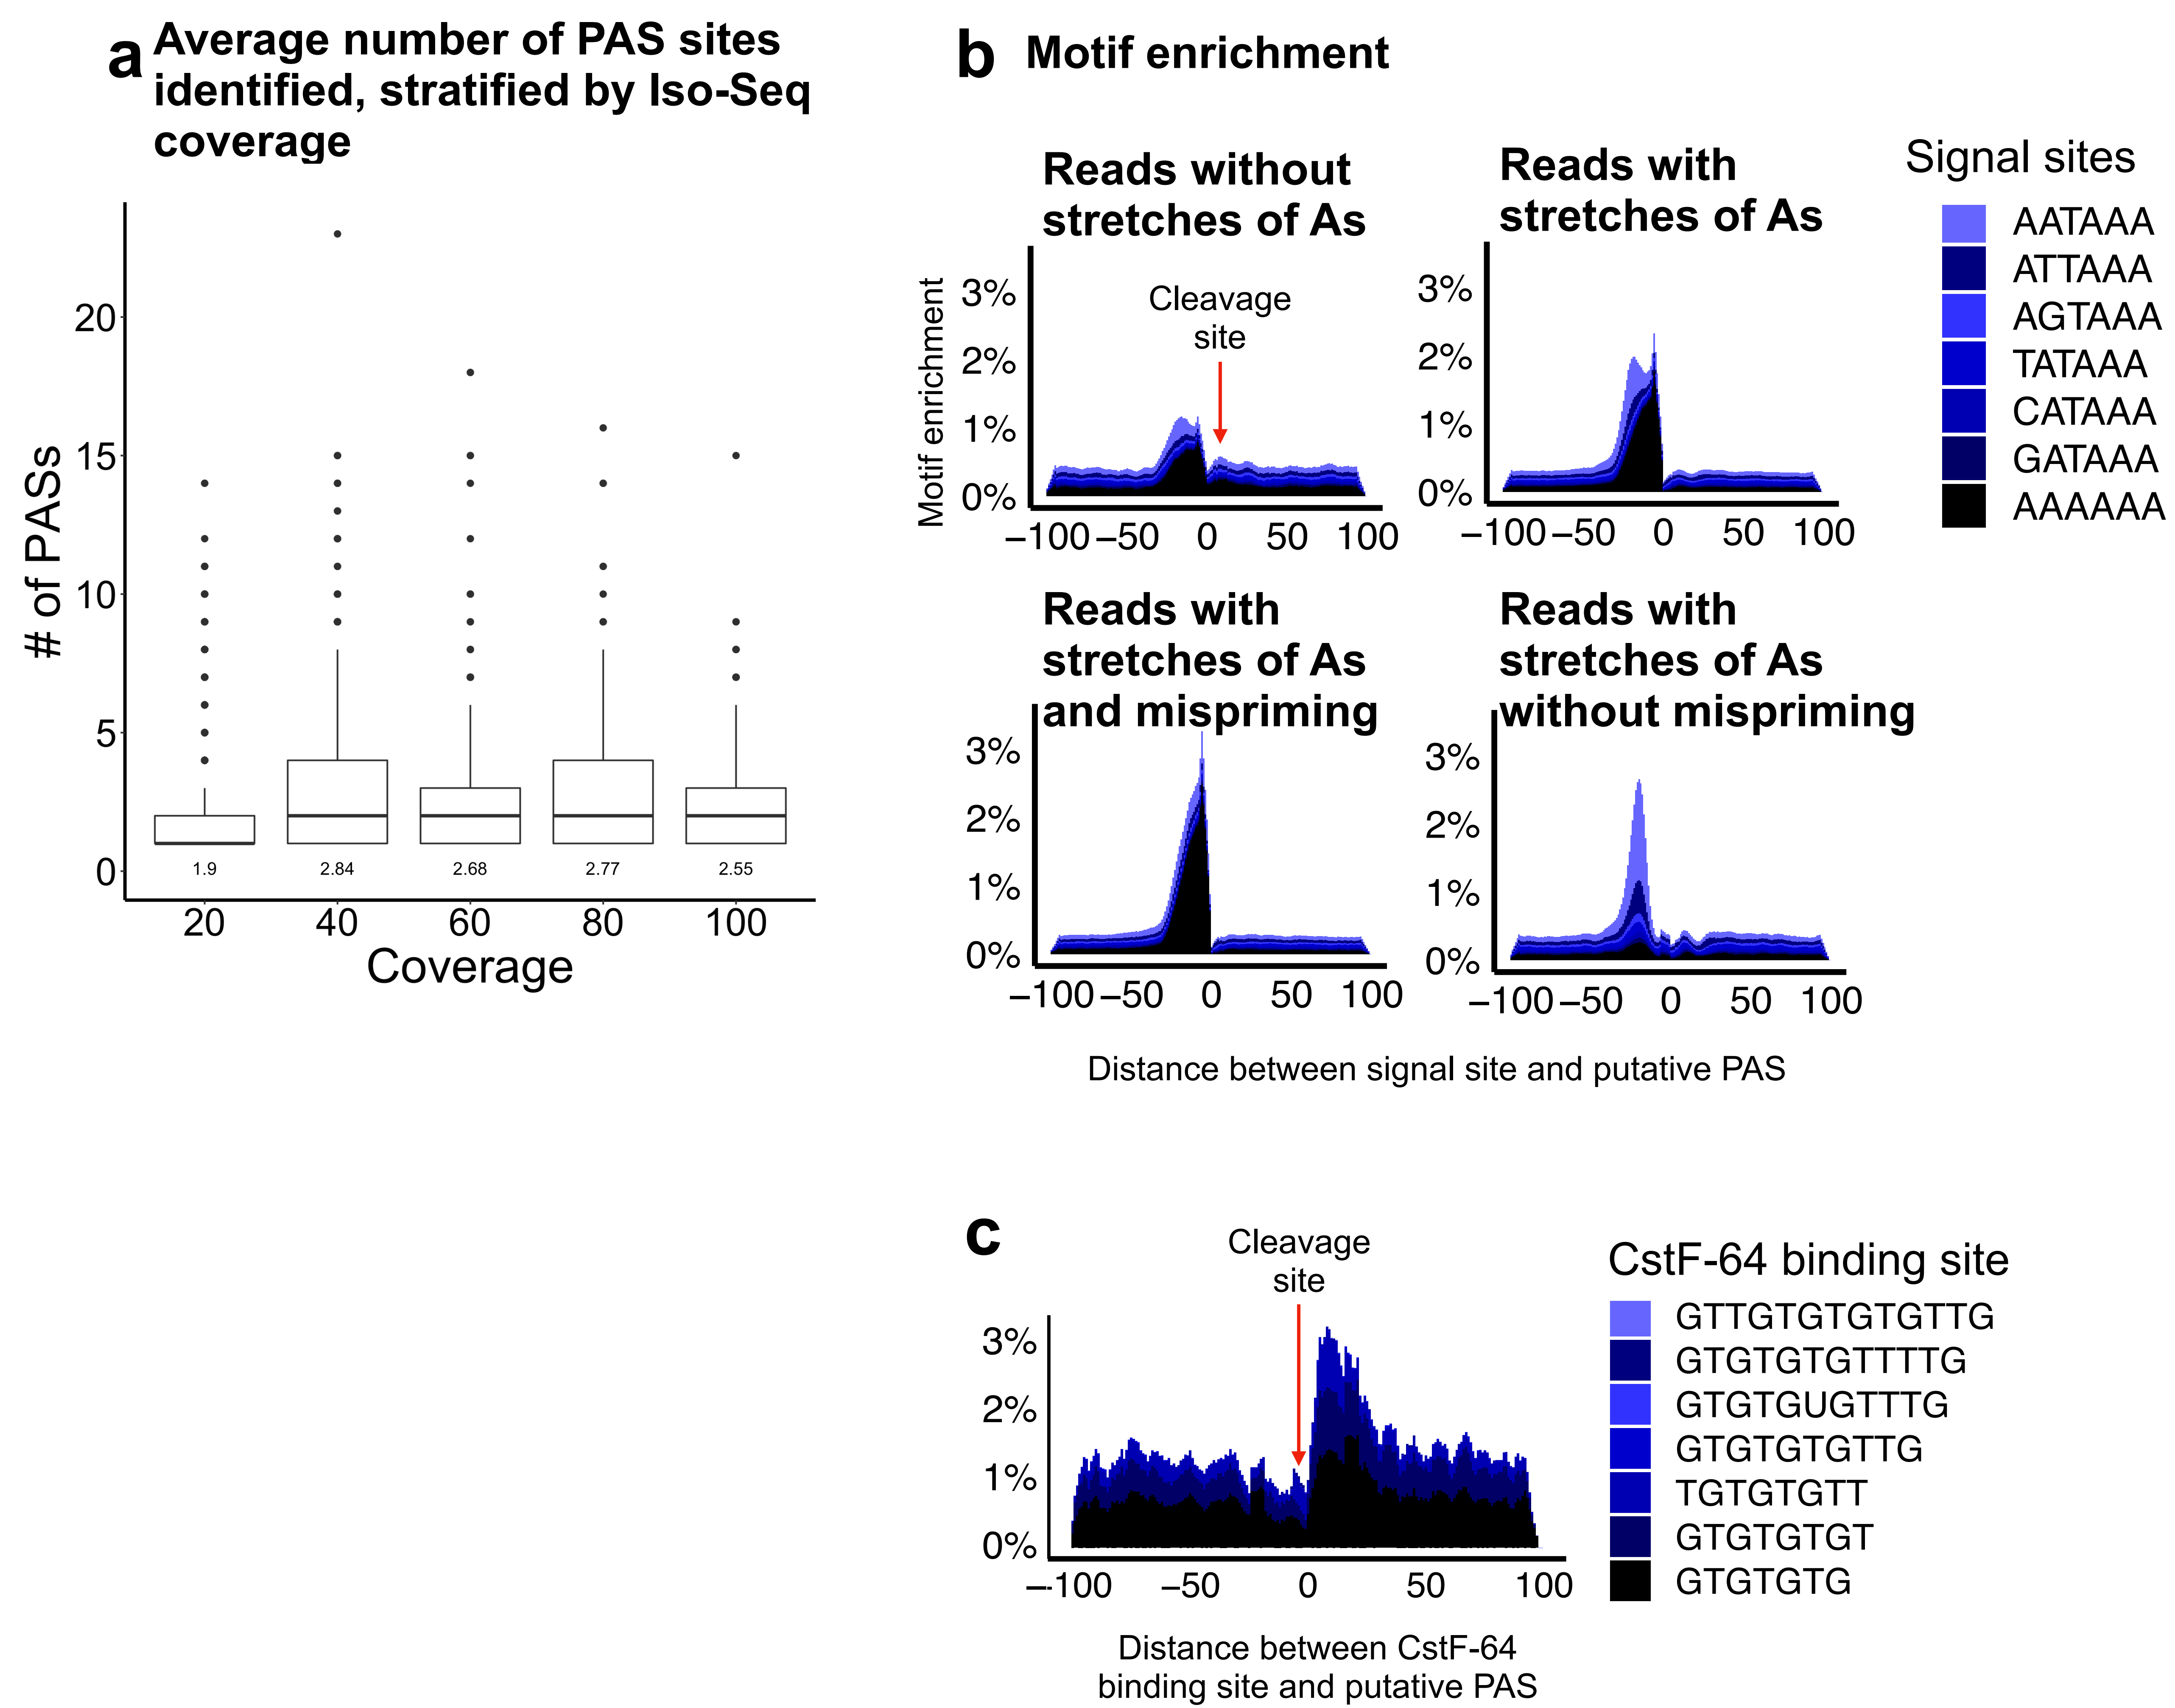 a
Average number of PAS sites
identified, stratified by Iso-Seq
coverage
# of PASs
20
15
10
5
0
1.9
2.84
2.68
2.77
2.55
20
40
60
80
100
Coverage
b
Motif enrichment
Reads without
stretches of As
Motif enrichment
3%
2%
1%
0%
Cleavage
site
−100
−50
0
50
100
Reads with
stretches of As
3%
2%
1%
0%
−100
−50
0
50
100
Signal sites
AATAAA
ATTAAA
AGTAAA
TATAAA
CATAAA
GATAAA
AAAAAA
Reads with
stretches of As
and mispriming
3%
2%
1%
0%
−100
−50
0
50
100
Reads with
stretches of As
without mispriming
3%
2%
1%
0%
−100
−50
0
50
100
Distance between signal site and putative PAS
c
Cleavage
site
3%
2%
1%
0%
−100
−50
0
50
100
Distance between CstF-64
binding site and putative PAS
CstF-64 binding site
GTTGTGTGTGTTG
GTGTGTGTTTTG
GTGTGUGTTTG
GTGTGTGTTG
TGTGTGTT
GTGTGTGT
GTGTGTG